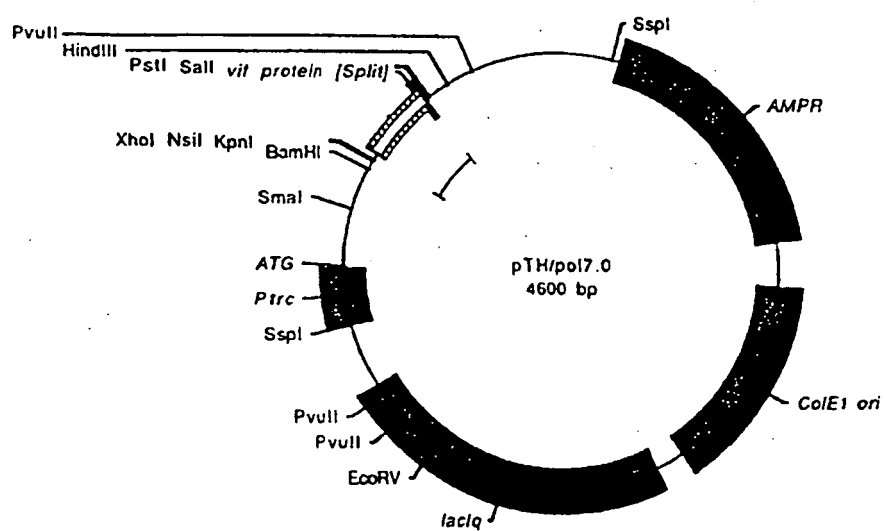 SspI
PvuII
HindIII
PstI SalI vif protein [Split]
AMPR
XhoI NsiI KpnI
BamHI
SmaI
ATG
pTH/pol7.0
4600 bp
Ptrc
SspI
ColE1 ori
PvuII
PvuII
EcoRV
lacIq